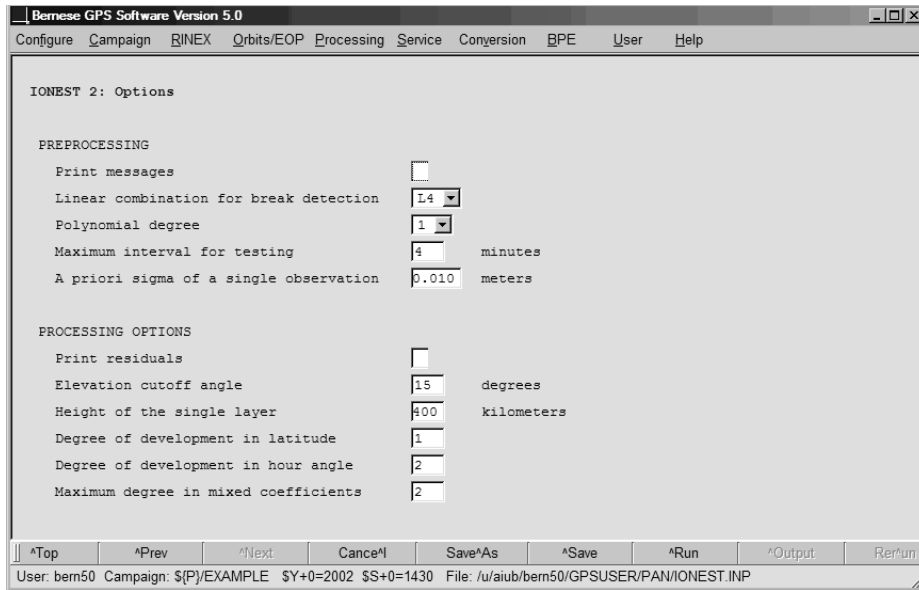 Bernese GPS Software Version 5.0
Configure Campaign RINEX Orbits/EOP Processing Service Conversion BPE User Help
IONEST 2: Options
PREPROCESSING
Print messages
Linear combination for break detection L4
Polynomial degree 1
Maximum interval for testing 4 minutes
A priori sigma of a single observation 0.010 meters
PROCESSING OPTIONS
Print residuals
Elevation cutoff angle 15 degrees
Height of the single layer 400 kilometers
Degree of development in latitude 1
Degree of development in hour angle 2
Maximum degree in mixed coefficients 2
^Top ^Prev ^Next Cance^l Save^As ^Save ^Run ^Output Rer^un
User: bern50 Campaign: ${P}/EXAMPLE $Y+0=2002 $S+0=1430 File: /u/aiub/bern50/GPSUSER/PAN/IONEST.INP